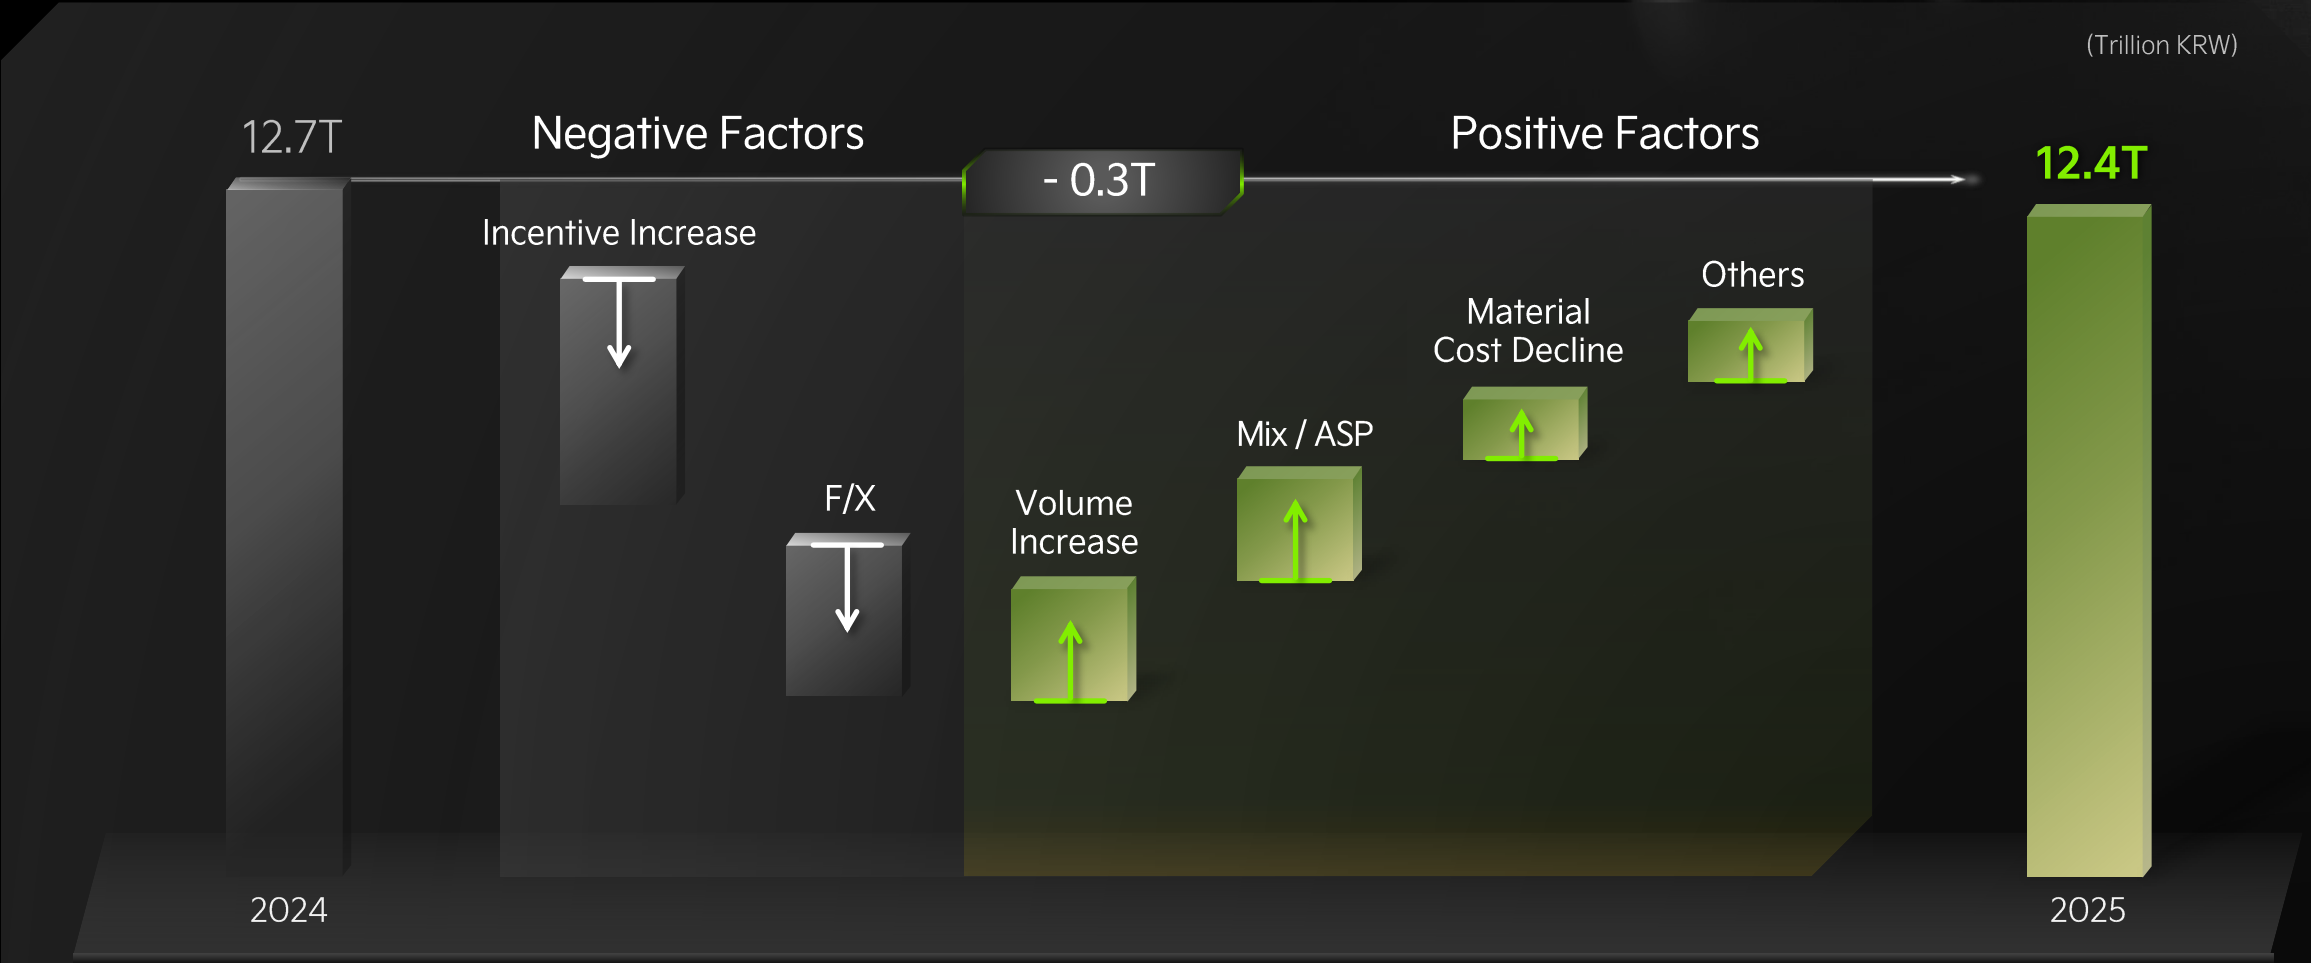 (Trillion KRW)
12.7T
Negative Factors
- 0.3T
Positive Factors
12.4T
Incentive Increase
F/X
Volume
Increase
Mix / ASP
Material
Cost Decline
Others
2024
2025